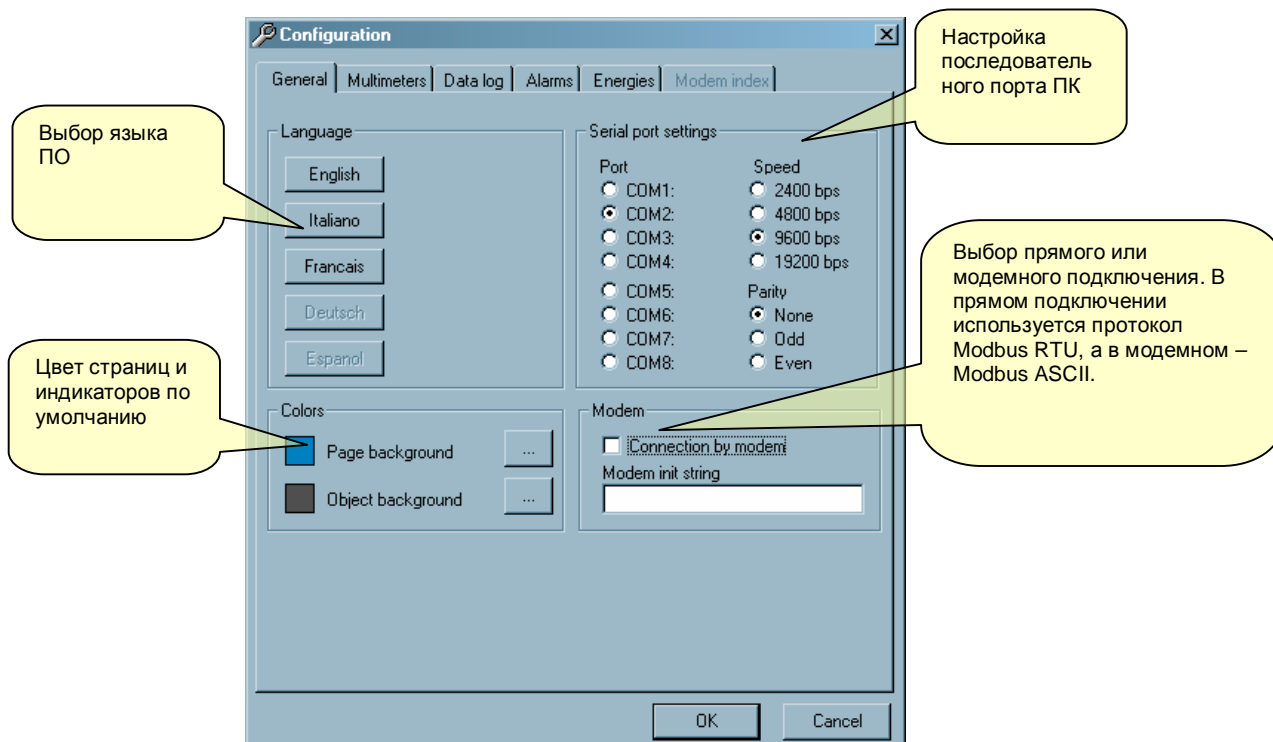 Configuration
Настройка
последователь
ного порта ПК
General Multimeters Data log Alarms Energies Modem index
Выбор языка
ПО
Language
English
Italiano
Francais
Deutsch
Espanol
Serial port settings
Port Speed
COM1: 2400 bps
COM2: 4800 bps
COM3: 9600 bps
COM4: 19200 bps
COM5: Parity
COM6: None
COM7: Odd
COM8: Even
Выбор прямого или
модемного подключения. В
прямом подключении
используется протокол
Modbus RTU, а в модемном –
Modbus ASCII.
Цвет страниц и
индикаторов по
умолчанию
Colors
Page background ...
Object background ...
Modem
Connection by modem
Modem init string
OK Cancel